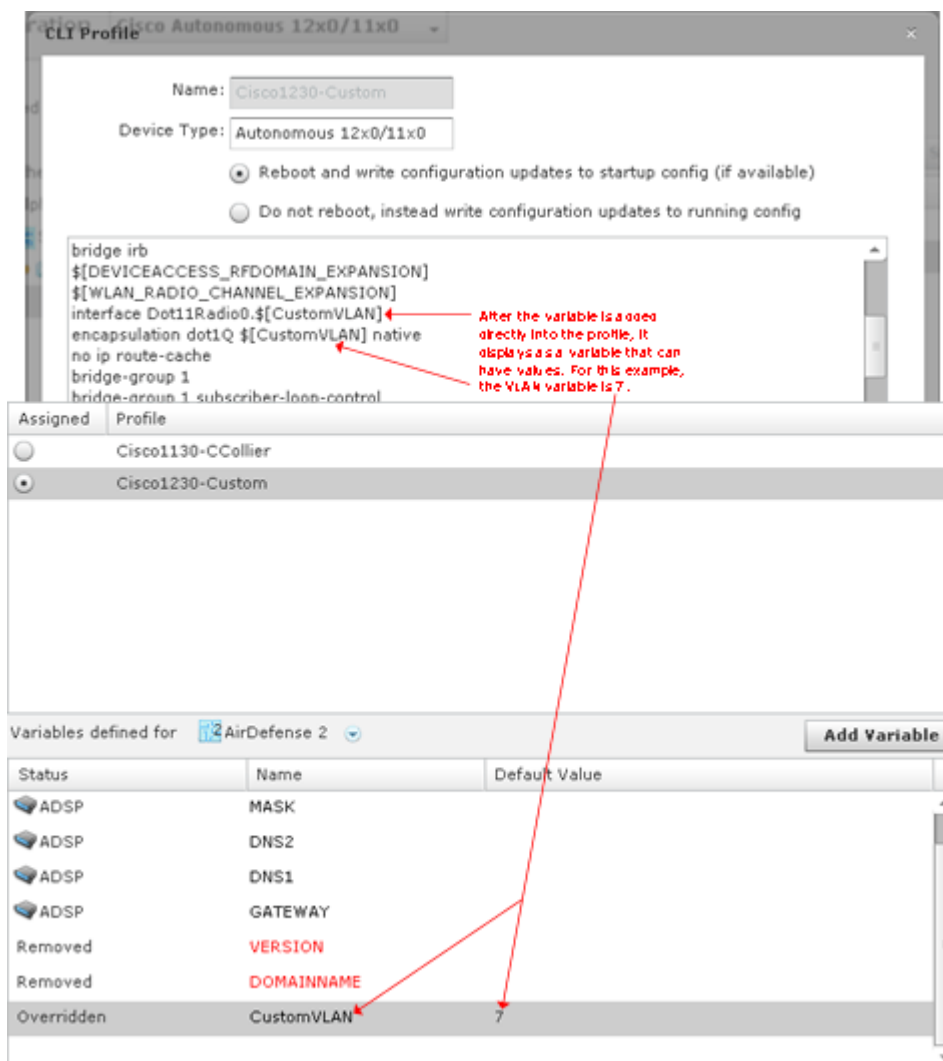 ration Cisco Autonomous 12x0/11x0
CLI Profile
Name: Cisco1230-Custom
Device Type: Autonomous 12x0/11x0
Reboot and write configuration updates to startup config (if available)
Do not reboot, instead write configuration updates to running config
bridge irb
$[DEVICEACCESS_RFDOMAIN_EXPANSION]
$[WLAN_RADIO_CHANNEL_EXPANSION]
interface Dot11Radio0.$[CustomVLAN]
encapsulation dot1Q $[CustomVLAN] native
no ip route-cache
bridge-group 1
bridge-group 1 subscriber-loop-control
After the variable is added
directly into the profile, it
displays as a variable that can
have values. For this example,
the VLAN variable is 7.
Assigned Profile
Cisco1130-CCollier
Cisco1230-Custom
Variables defined for AirDefense 2
Add Variable
Status Name Default Value
ADSP MASK
ADSP DNS2
ADSP DNS1
ADSP GATEWAY
Removed VERSION
Removed DOMAINNAME
Overridden CustomVLAN 7